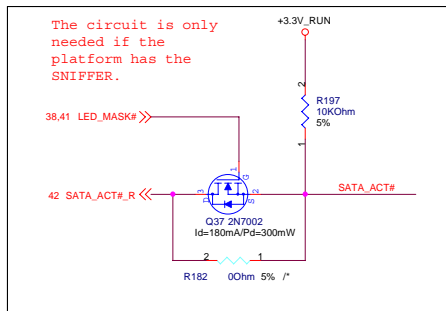 The circuit is only
needed if the
platform has the
SNIFFER.
+3.3V_RUN
2
R197
10KOhm
5%
1
38,41 LED_MASK#
1
G
42 SATA_ACT#_R
3
D
S
2
SATA_ACT#
Q37 2N7002
Id=180mA/Pd=300mW
2
1
R182 0Ohm 5% /*